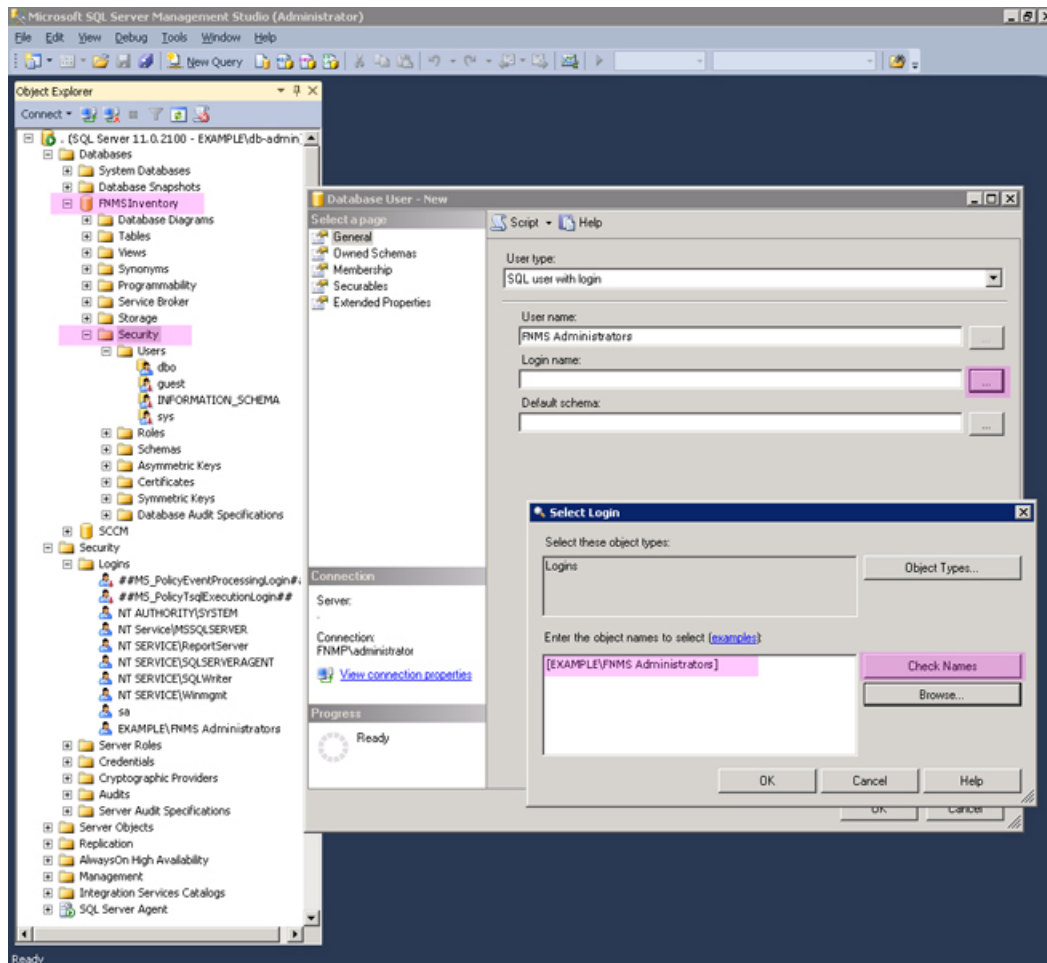 Microsoft SQL Server Management Studio (Administrator)
File Edit View Debug Tools Window Help
New Query
Object Explorer
Connect
. (SQL Server 11.0.2100 - EXAMPLE\db-admin)
Databases
System Databases
Database Snapshots
FNMSInventory
Database Diagrams
Tables
Views
Synonyms
Programmability
Service Broker
Storage
Security
Users
dbo
guest
INFORMATION_SCHEMA
sys
Roles
Schemas
Asymmetric Keys
Certificates
Symmetric Keys
Database Audit Specifications
SCCM
Security
Logins
##MS_PolicyEventProcessingLogin#
##MS_PolicyTsqlExecutionLogin##
NT AUTHORITY\SYSTEM
NT Service\MSSQLSERVER
NT SERVICE\ReportServer
NT SERVICE\SQLSERVERAGENT
NT SERVICE\SQLWriter
NT SERVICE\Winmgmt
sa
EXAMPLE\FNMS Administrators
Server Roles
Credentials
Cryptographic Providers
Audits
Server Audit Specifications
Server Objects
Replication
AlwaysOn High Availability
Management
Integration Services Catalogs
SQL Server Agent
Ready
Database User - New
Select a page
General
Owned Schemas
Membership
Securables
Extended Properties
Script Help
User type:
SQL user with login
User name:
FNMS Administrators
...
Login name:
...
Default schema:
...
Connection
Server:
.
Connection:
FNMP\administrator
View connection properties
Progress
Ready
OK Cancel
Select Login
Select these object types:
Logins
Object Types...
Enter the object names to select (examples):
[EXAMPLE\FNMS Administrators]
Check Names
Browse...
OK Cancel Help